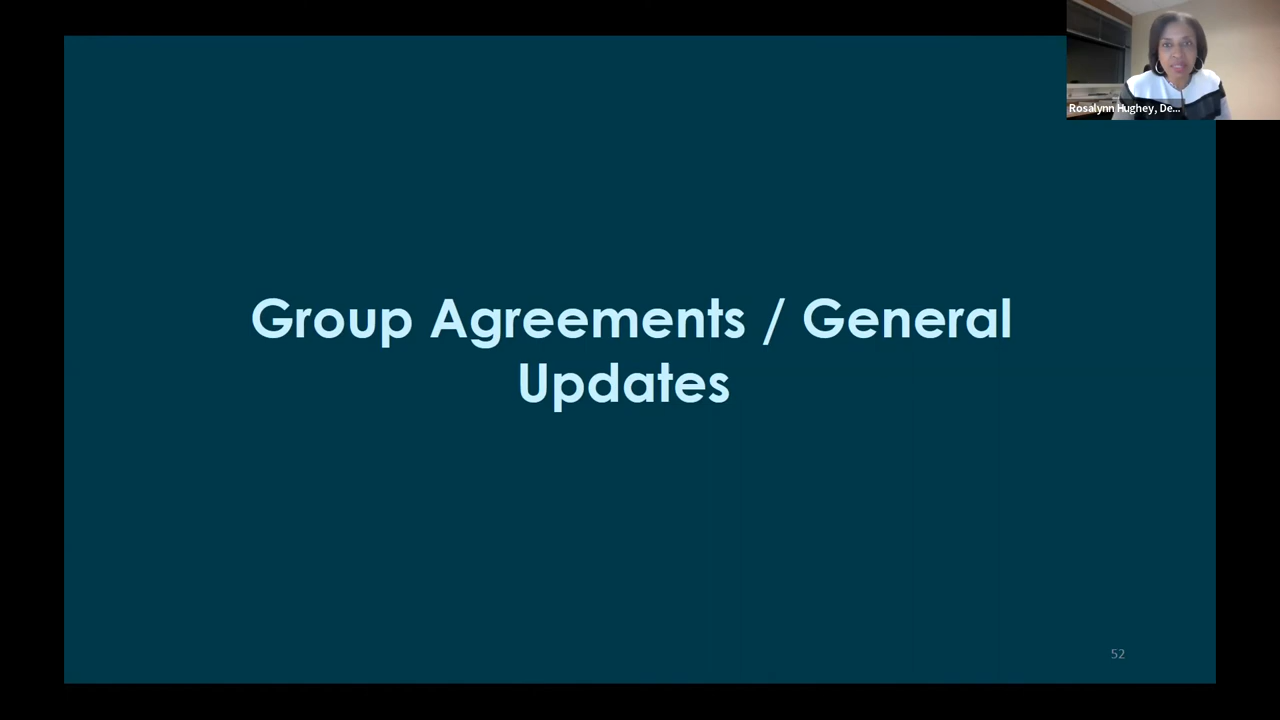 Rosalynn Hughey, De...
Group Agreements / General
Updates
52